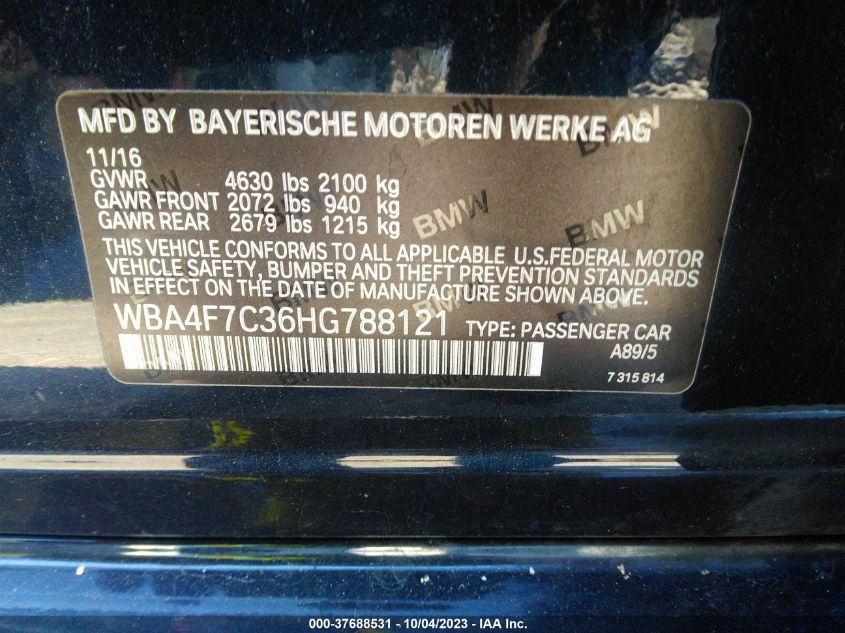 MFD BY BAYERISCHE MOTOREN WERKE AG
11/16
GVWR 4630 lbs 2100 kg
GAWR FRONT 2072 lbs 940 kg
GAWR REAR 2679 lbs 1215 kg
THIS VEHICLE CONFORMS TO ALL APPLICABLE U.S.FEDERAL MOTOR
VEHICLE SAFETY, BUMPER AND THEFT PREVENTION STANDARDS
IN EFFECT ON THE DATE OF MANUFACTURE SHOWN ABOVE.
WBA4F7C36HG788121 TYPE: PASSENGER CAR
A89/5
7 315 814
BMW
BMW
BMW
000-37688531 - 10/04/2023 - IAA Inc.